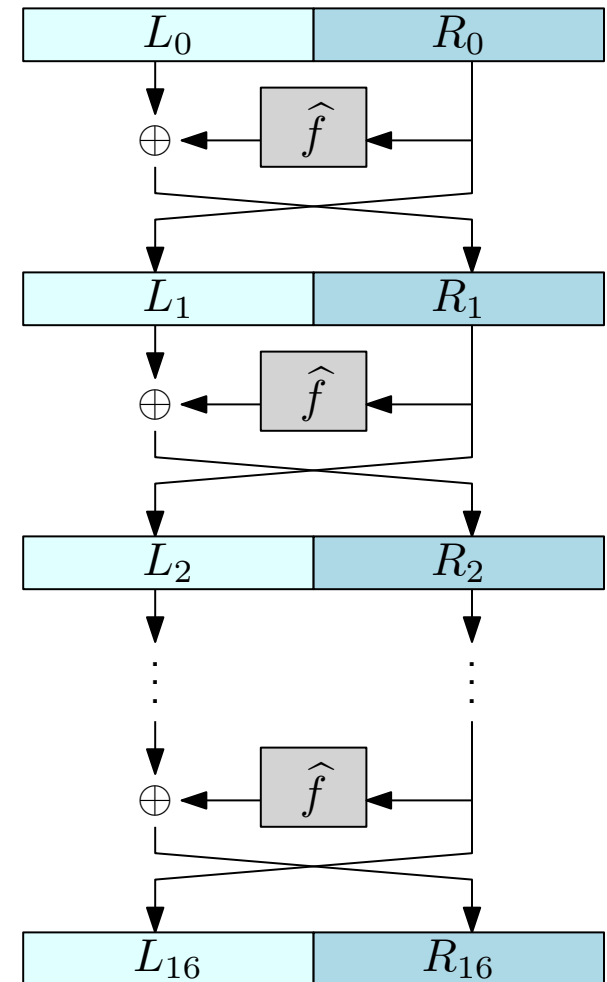 L₀ R₀
f̂
⊕
L₁ R₁
f̂
⊕
L₂ R₂
⋮ ⋮
f̂
⊕
L₁₆ R₁₆